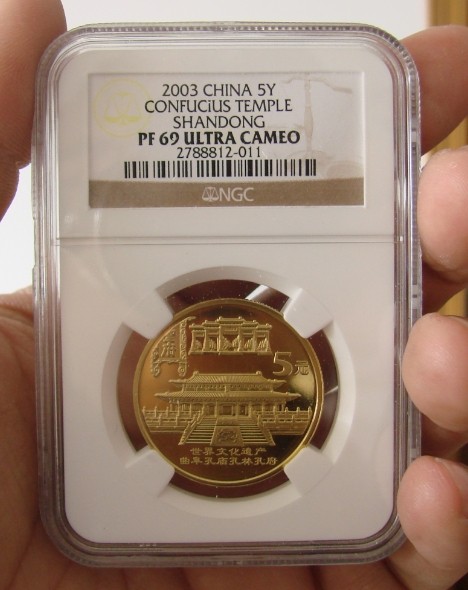 2003 CHINA 5Y
CONFUCiUS TEMPLE
SHANDONG
PF 69 ULTRA CAMEO
2788812-011
NGC
5元
世界文化遗产
曲阜孔庙孔林孔府